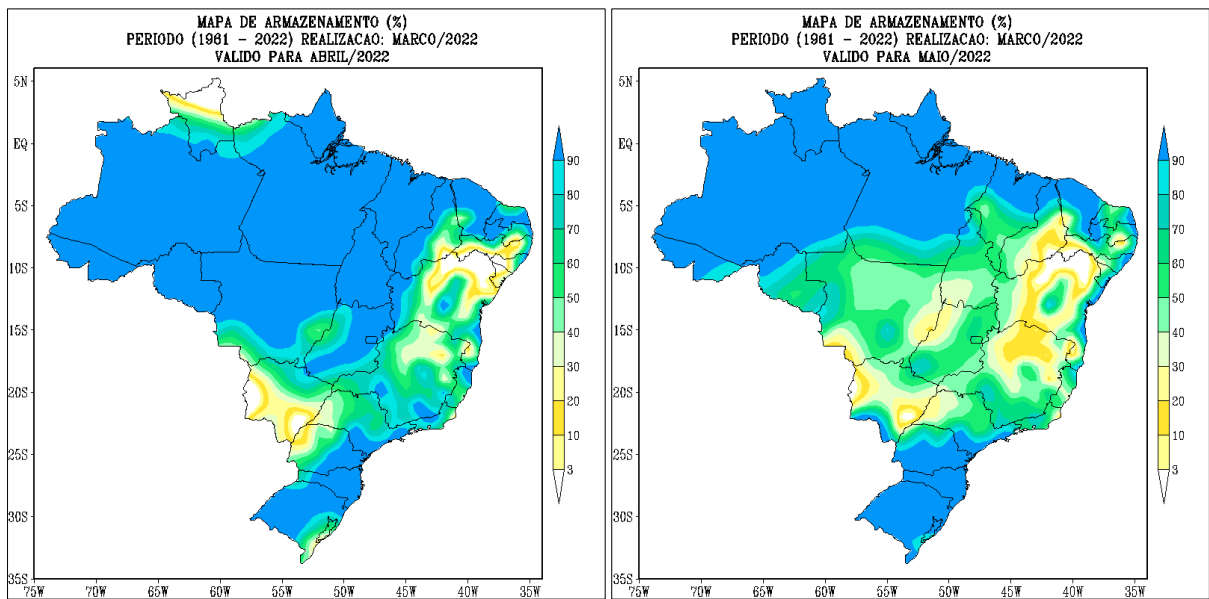 MAPA DE ARMAZENAMENTO (%)
PERIODO (1961 - 2022) REALIZACAO: MARCO/2022
VALIDO PARA ABRIL/2022
5N
EQ
5S
10S
15S
20S
25S
30S
35S
75W
70W
65W
60W
55W
50W
45W
40W
35W
90
80
70
60
50
40
30
20
10
3
MAPA DE ARMAZENAMENTO (%)
PERIODO (1961 - 2022) REALIZACAO: MARCO/2022
VALIDO PARA MAIO/2022
5N
EQ
5S
10S
15S
20S
25S
30S
35S
75W
70W
65W
60W
55W
50W
45W
40W
35W
90
80
70
60
50
40
30
20
10
3